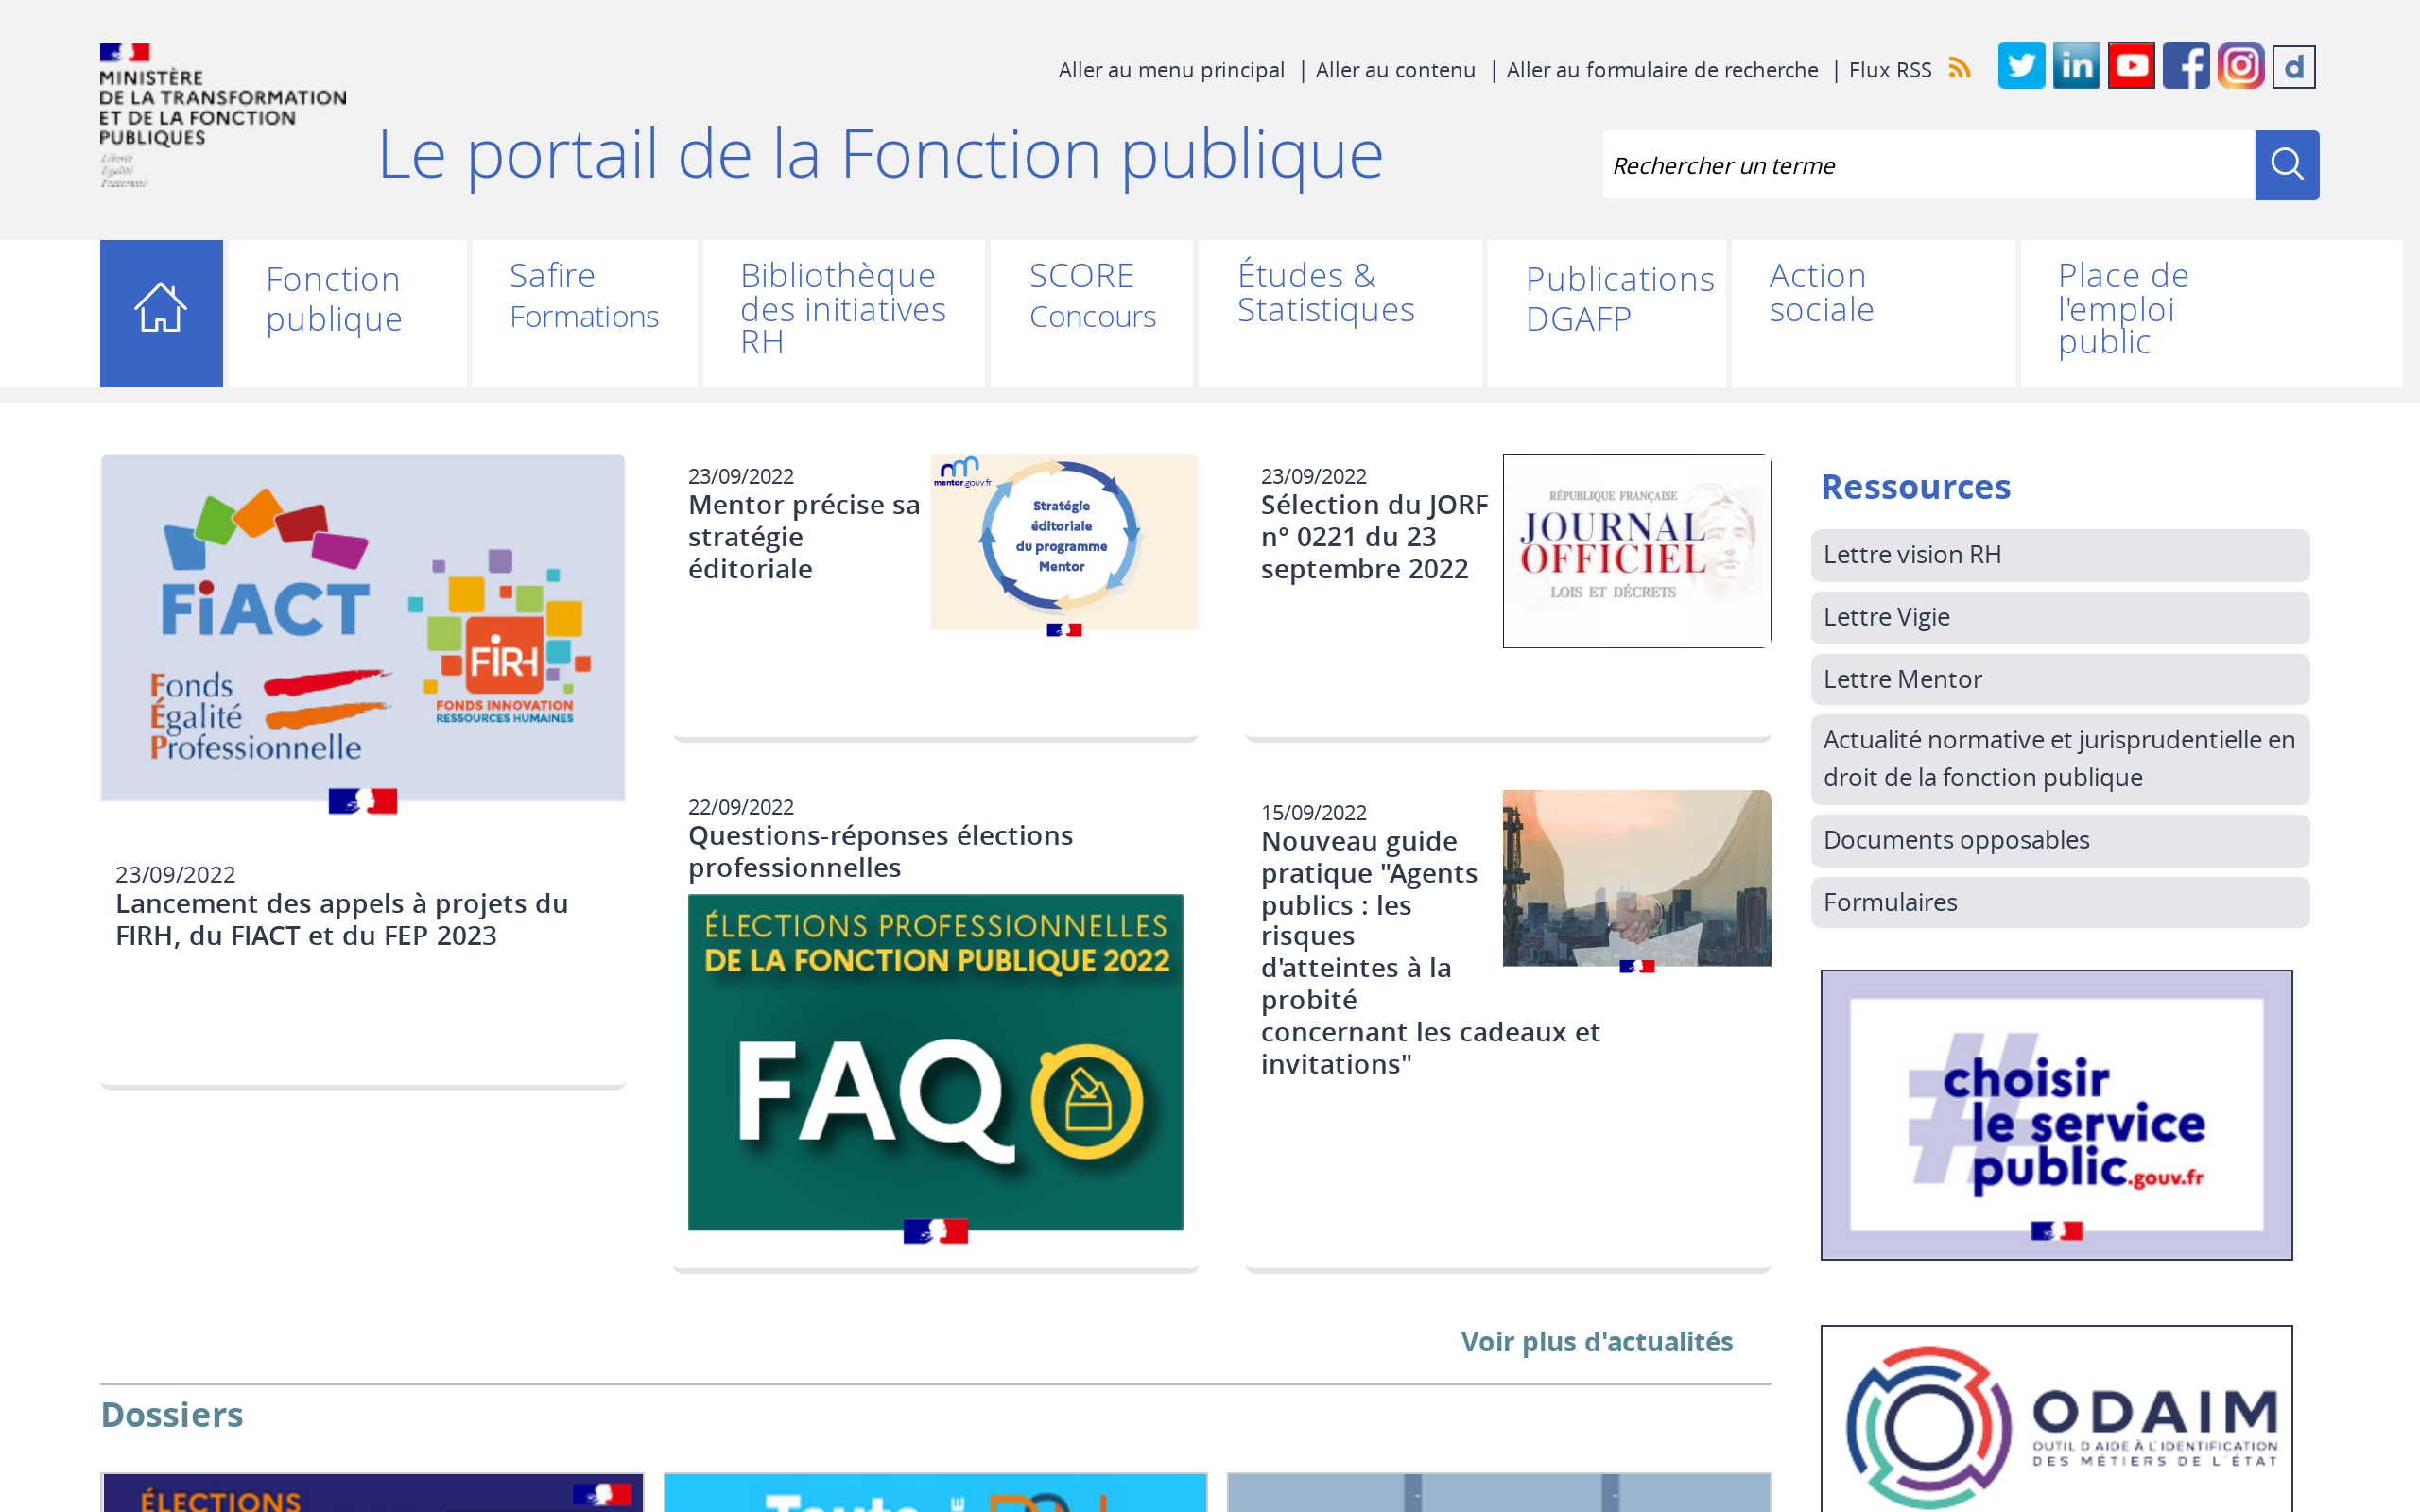 MINISTÈRE
DE LA TRANSFORMATION
ET DE LA FONCTION
PUBLIQUES
Liberté
Égalité
Fraternité
Aller au menu principal | Aller au contenu | Aller au formulaire de recherche | Flux RSS
Le portail de la Fonction publique
Rechercher un terme
Fonction
publique
Safire
Formations
Bibliothèque
des initiatives
RH
SCORE
Concours
Études &
Statistiques
Publications
DGAFP
Action
sociale
Place de
l'emploi
public
FiACT
FiRH
FONDS INNOVATION
RESSOURCES HUMAINES
Fonds
Égalité
Professionnelle
23/09/2022
Lancement des appels à projets du
FIRH, du FIACT et du FEP 2023
23/09/2022
Mentor précise sa
stratégie
éditoriale
mentor.gouv.fr
Stratégie
éditoriale
du programme
Mentor
22/09/2022
Questions-réponses élections
professionnelles
ÉLECTIONS PROFESSIONNELLES
DE LA FONCTION PUBLIQUE 2022
FAQ
23/09/2022
Sélection du JORF
n° 0221 du 23
septembre 2022
RÉPUBLIQUE FRANÇAISE
JOURNAL
OFFICIEL
LOIS ET DÉCRETS
15/09/2022
Nouveau guide
pratique "Agents
publics : les
risques
d'atteintes à la
probité
concernant les cadeaux et
invitations"
Voir plus d'actualités
Ressources
Lettre vision RH
Lettre Vigie
Lettre Mentor
Actualité normative et jurisprudentielle en
droit de la fonction publique
Documents opposables
Formulaires
#choisir
le service
public.gouv.fr
ODAIM
OUTIL D'AIDE À L'IDENTIFICATION
DES MÉTIERS DE L'ÉTAT
Dossiers
ÉLECTIONS